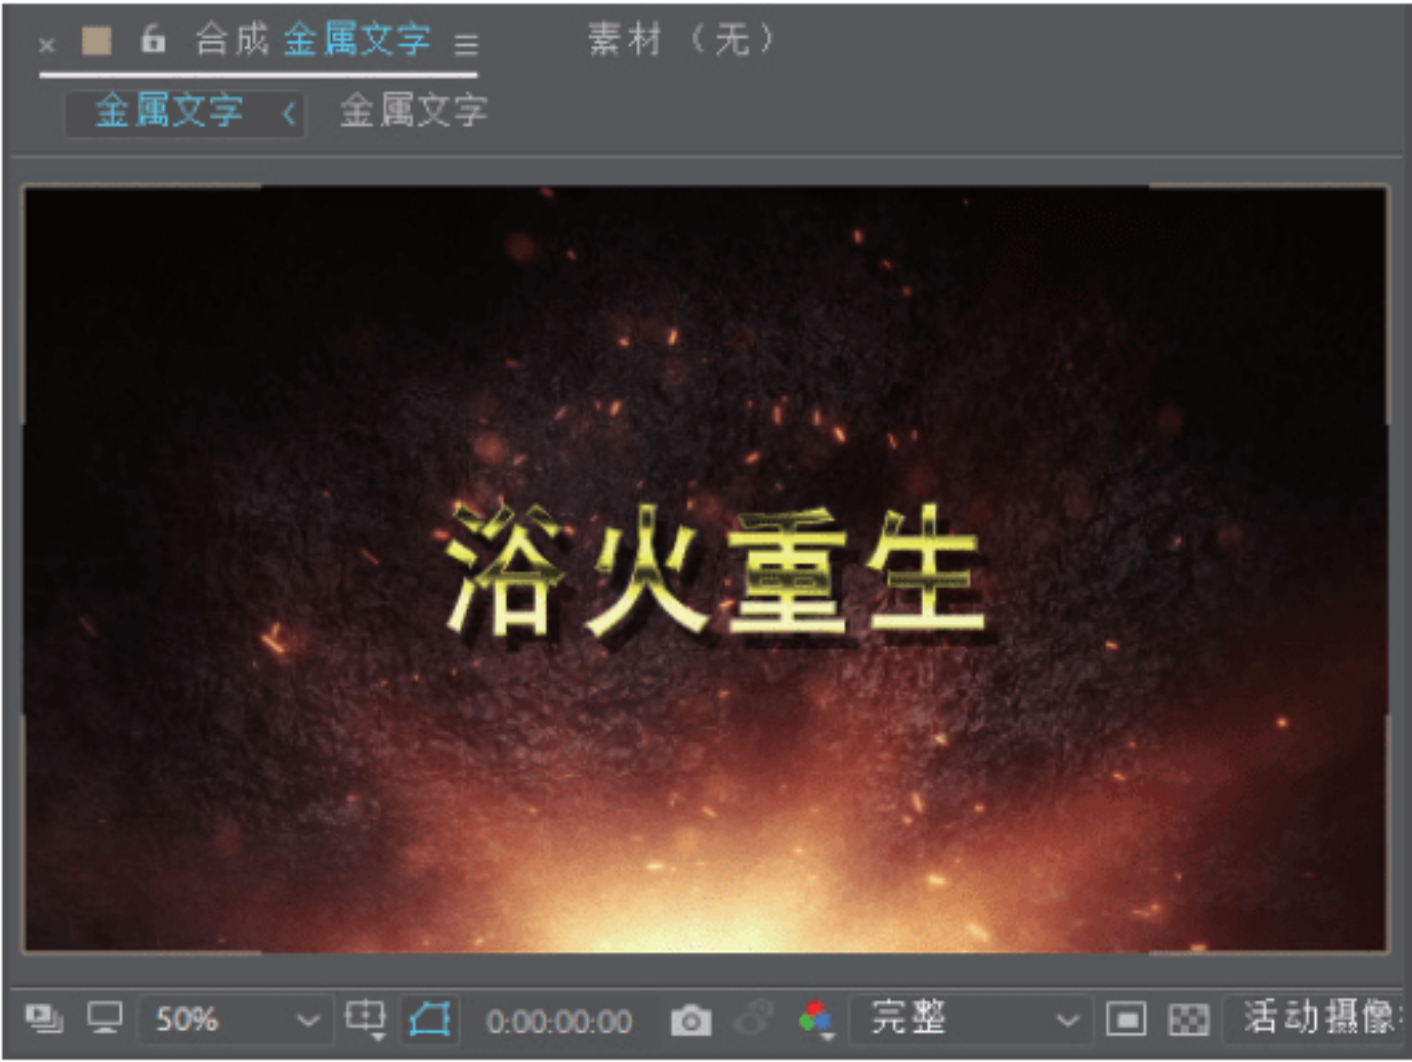 × 合成 金属文字 ≡ 素材 （无）
金属文字 < 金属文字
浴火重生
50% 0:00:00:00 完整 活动摄像